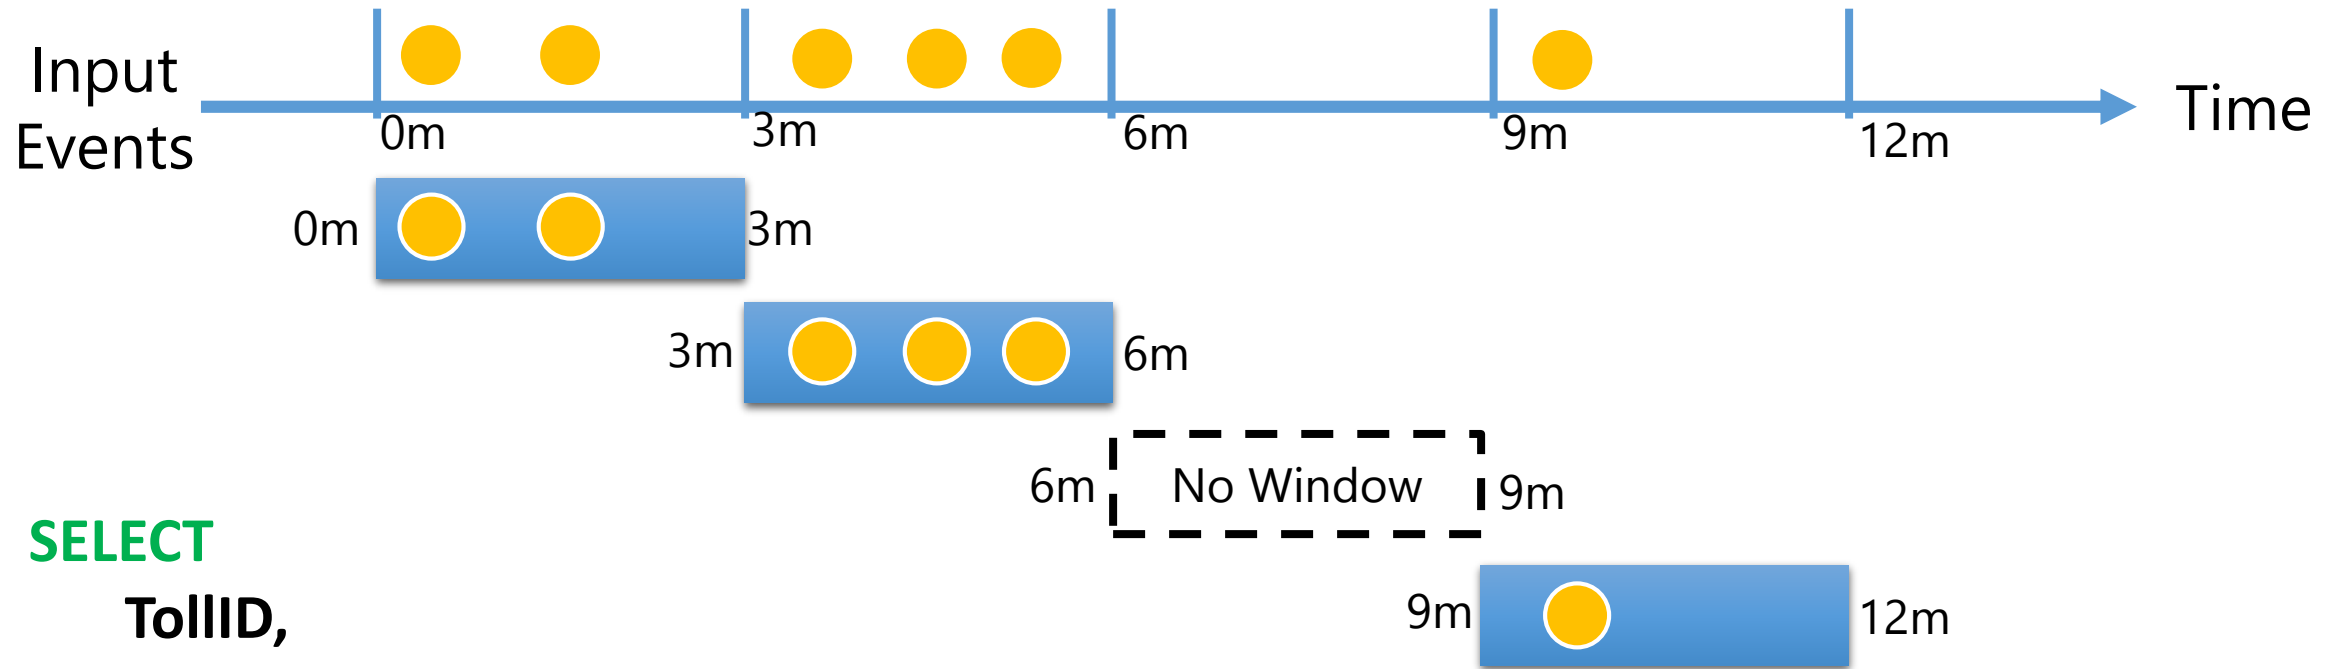 Input
Events
0m
3m
6m
9m
12m
Time
0m
3m
3m
6m
6m
No Window
9m
9m
12m
SELECT
TollID,